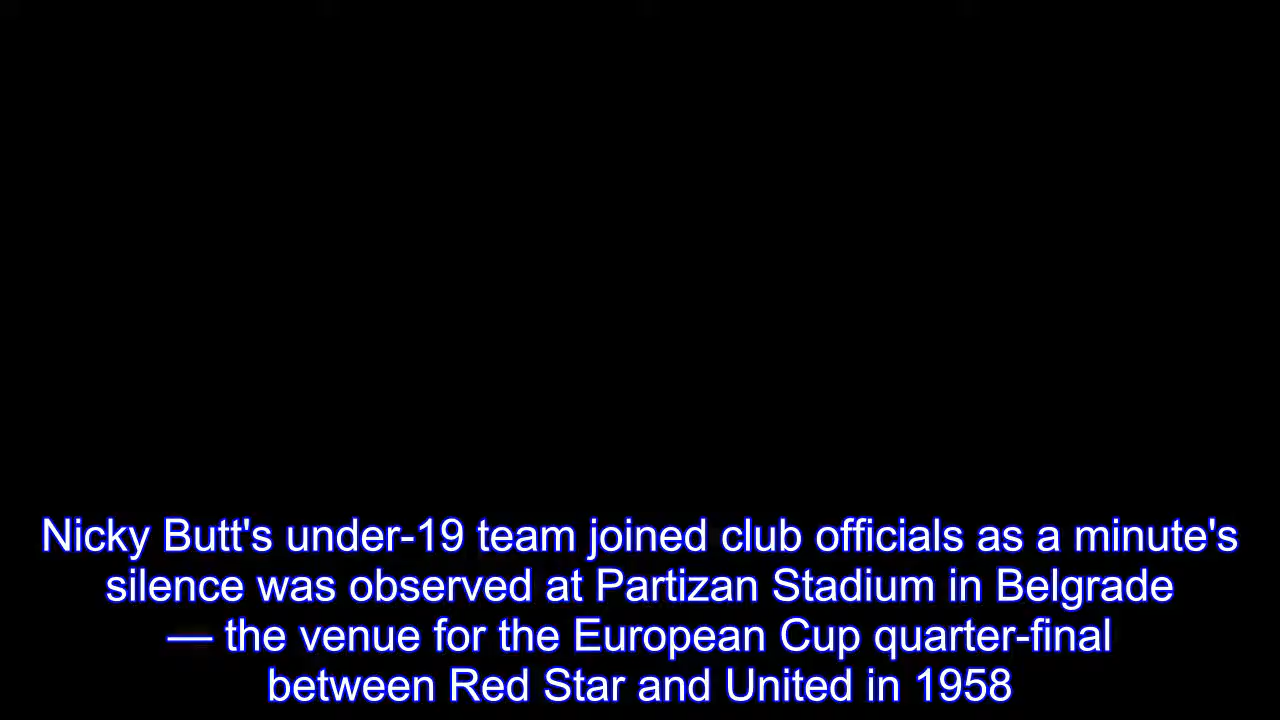 Nicky Butt's under-19 team joined club officials as a minute's
silence was observed at Partizan Stadium in Belgrade
— the venue for the European Cup quarter-final
between Red Star and United in 1958